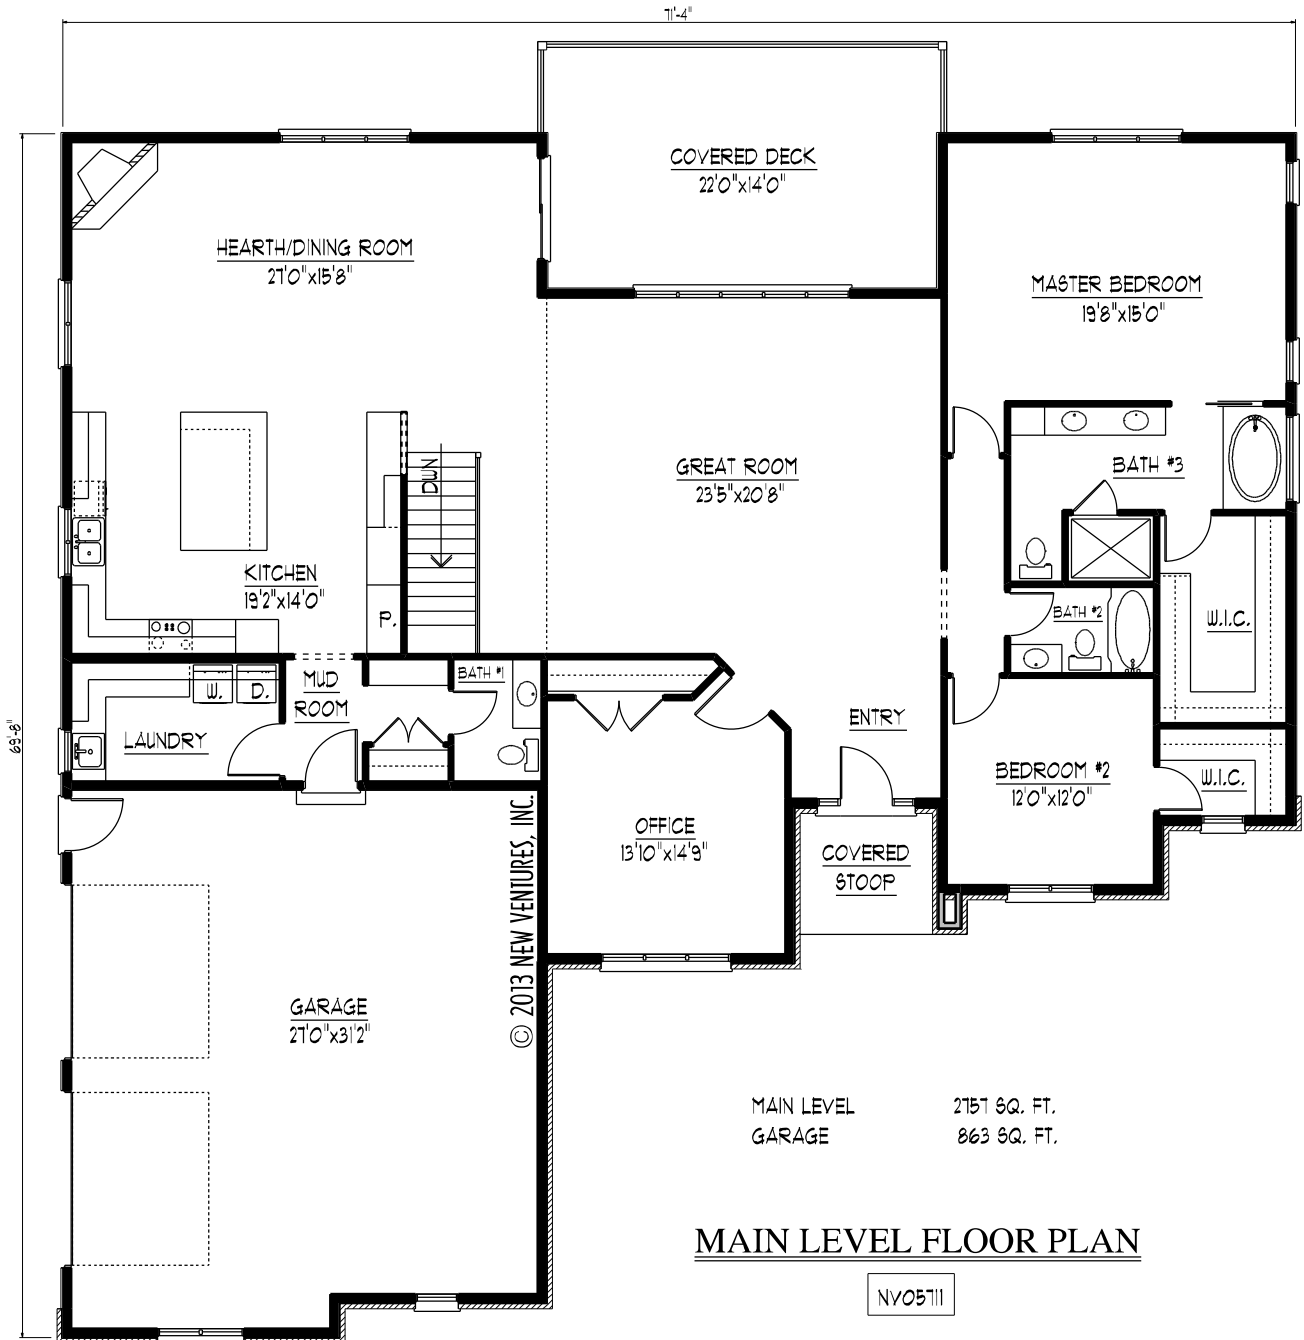 71'-4"
COVERED DECK
22'0"x14'0"
HEARTH/DINING ROOM
27'0"x15'8"
MASTER BEDROOM
19'8"x15'0"
GREAT ROOM
23'5"x20'8"
BATH #3
DWN
KITCHEN
19'2"x14'0"
P.
BATH #2
W.I.C.
69'-8"
W.
D.
MUD
ROOM
BATH #1
LAUNDRY
ENTRY
BEDROOM #2
12'0"x12'0"
W.I.C.
OFFICE
13'10"x14'9"
COVERED
STOOP
© 2013 NEW VENTURES, INC.
GARAGE
27'0"x31'2"
MAIN LEVEL 2757 SQ. FT.
GARAGE 863 SQ. FT.
MAIN LEVEL FLOOR PLAN
NV05711